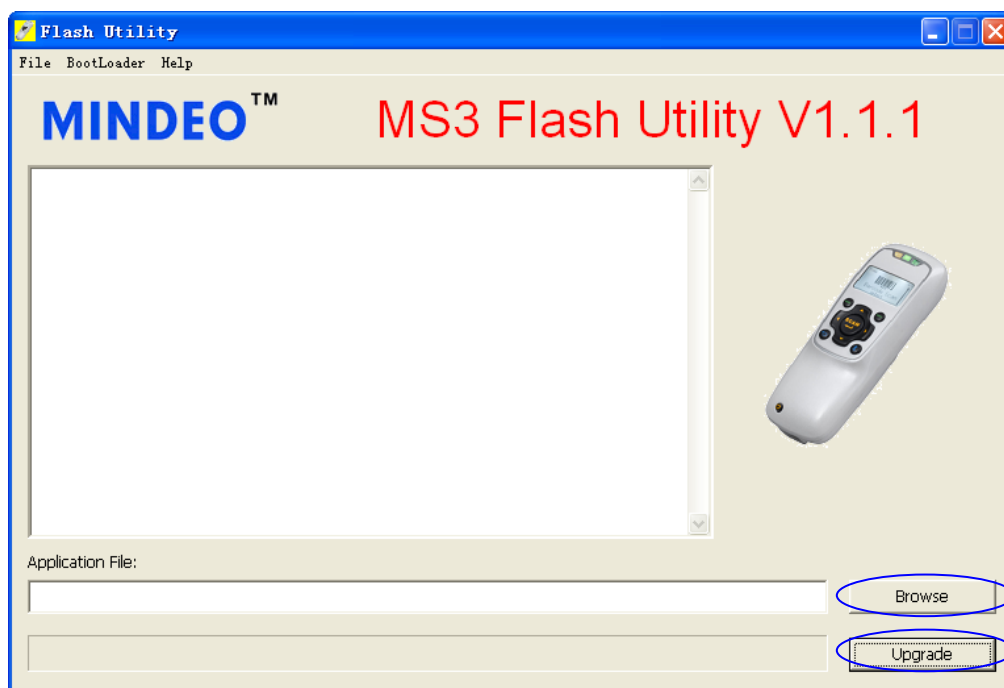 Flash Utility
File BootLoader Help
MINDEO™ MS3 Flash Utility V1.1.1
Application File:
Browse
Upgrade